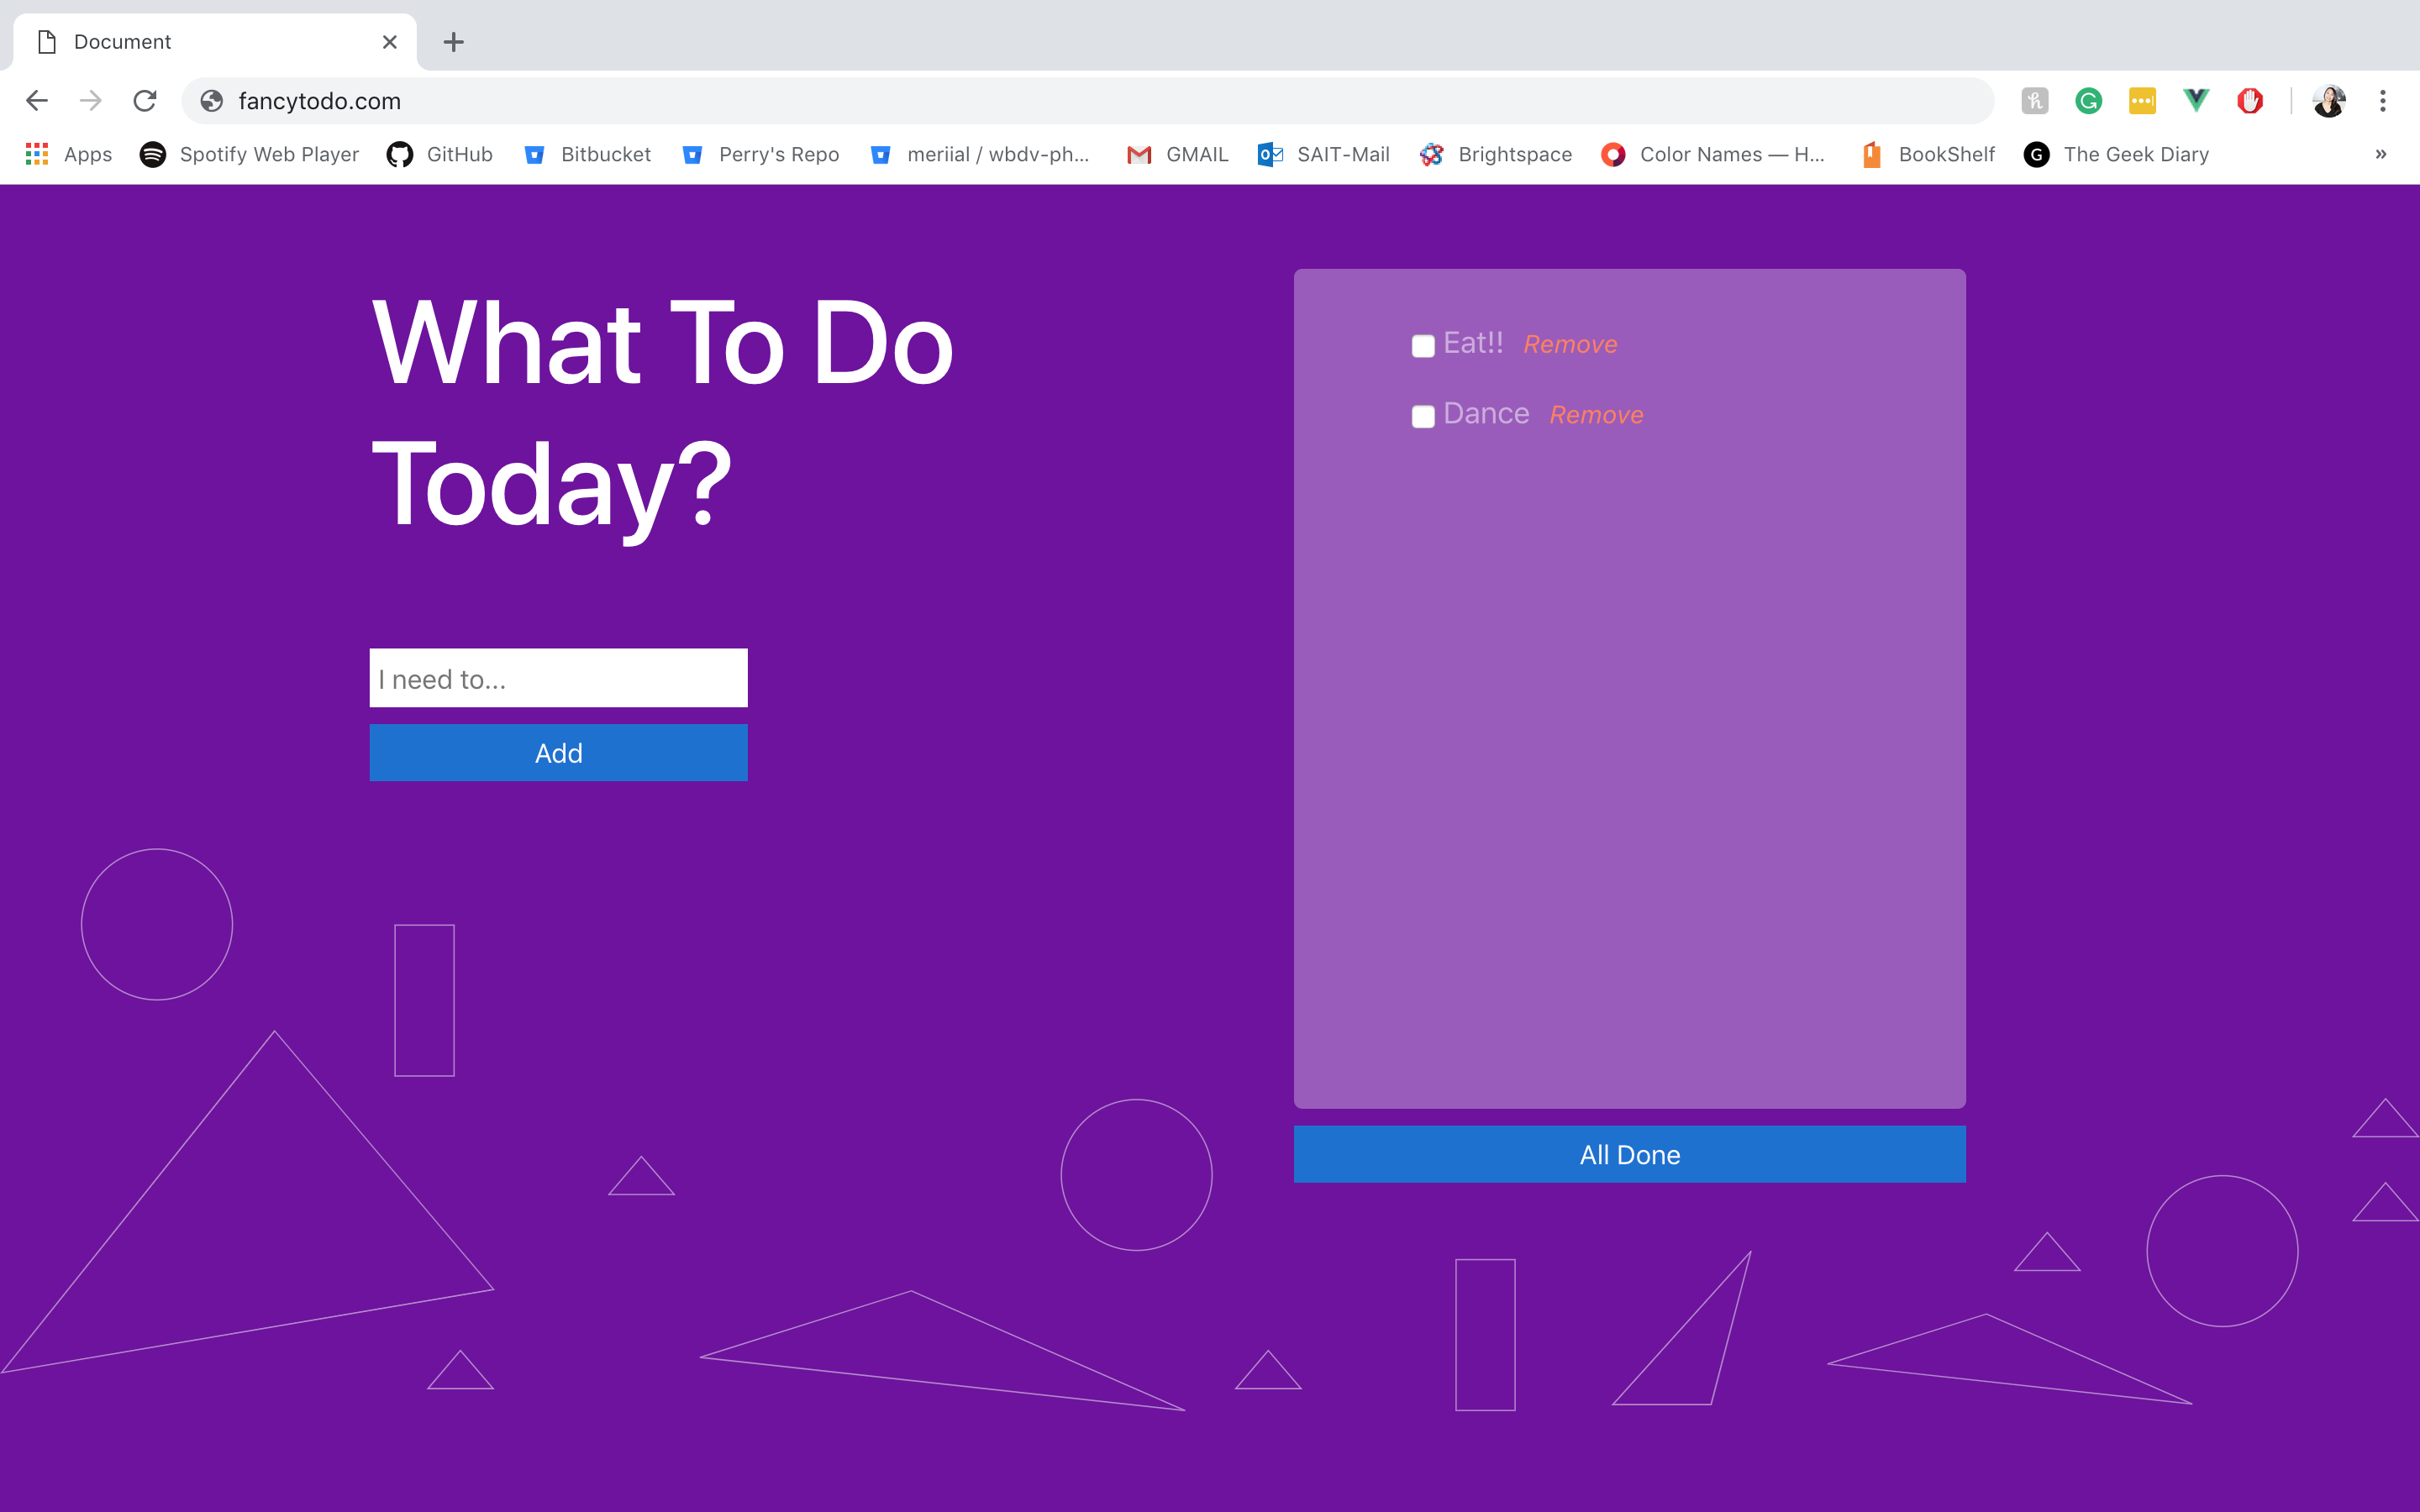 Document
fancytodo.com
Apps Spotify Web Player GitHub Bitbucket Perry's Repo meriial / wbdv-ph... GMAIL SAIT-Mail Brightspace Color Names — H... BookShelf The Geek Diary »
What To Do
Today?
I need to...
Add
Eat!! Remove
Dance Remove
All Done